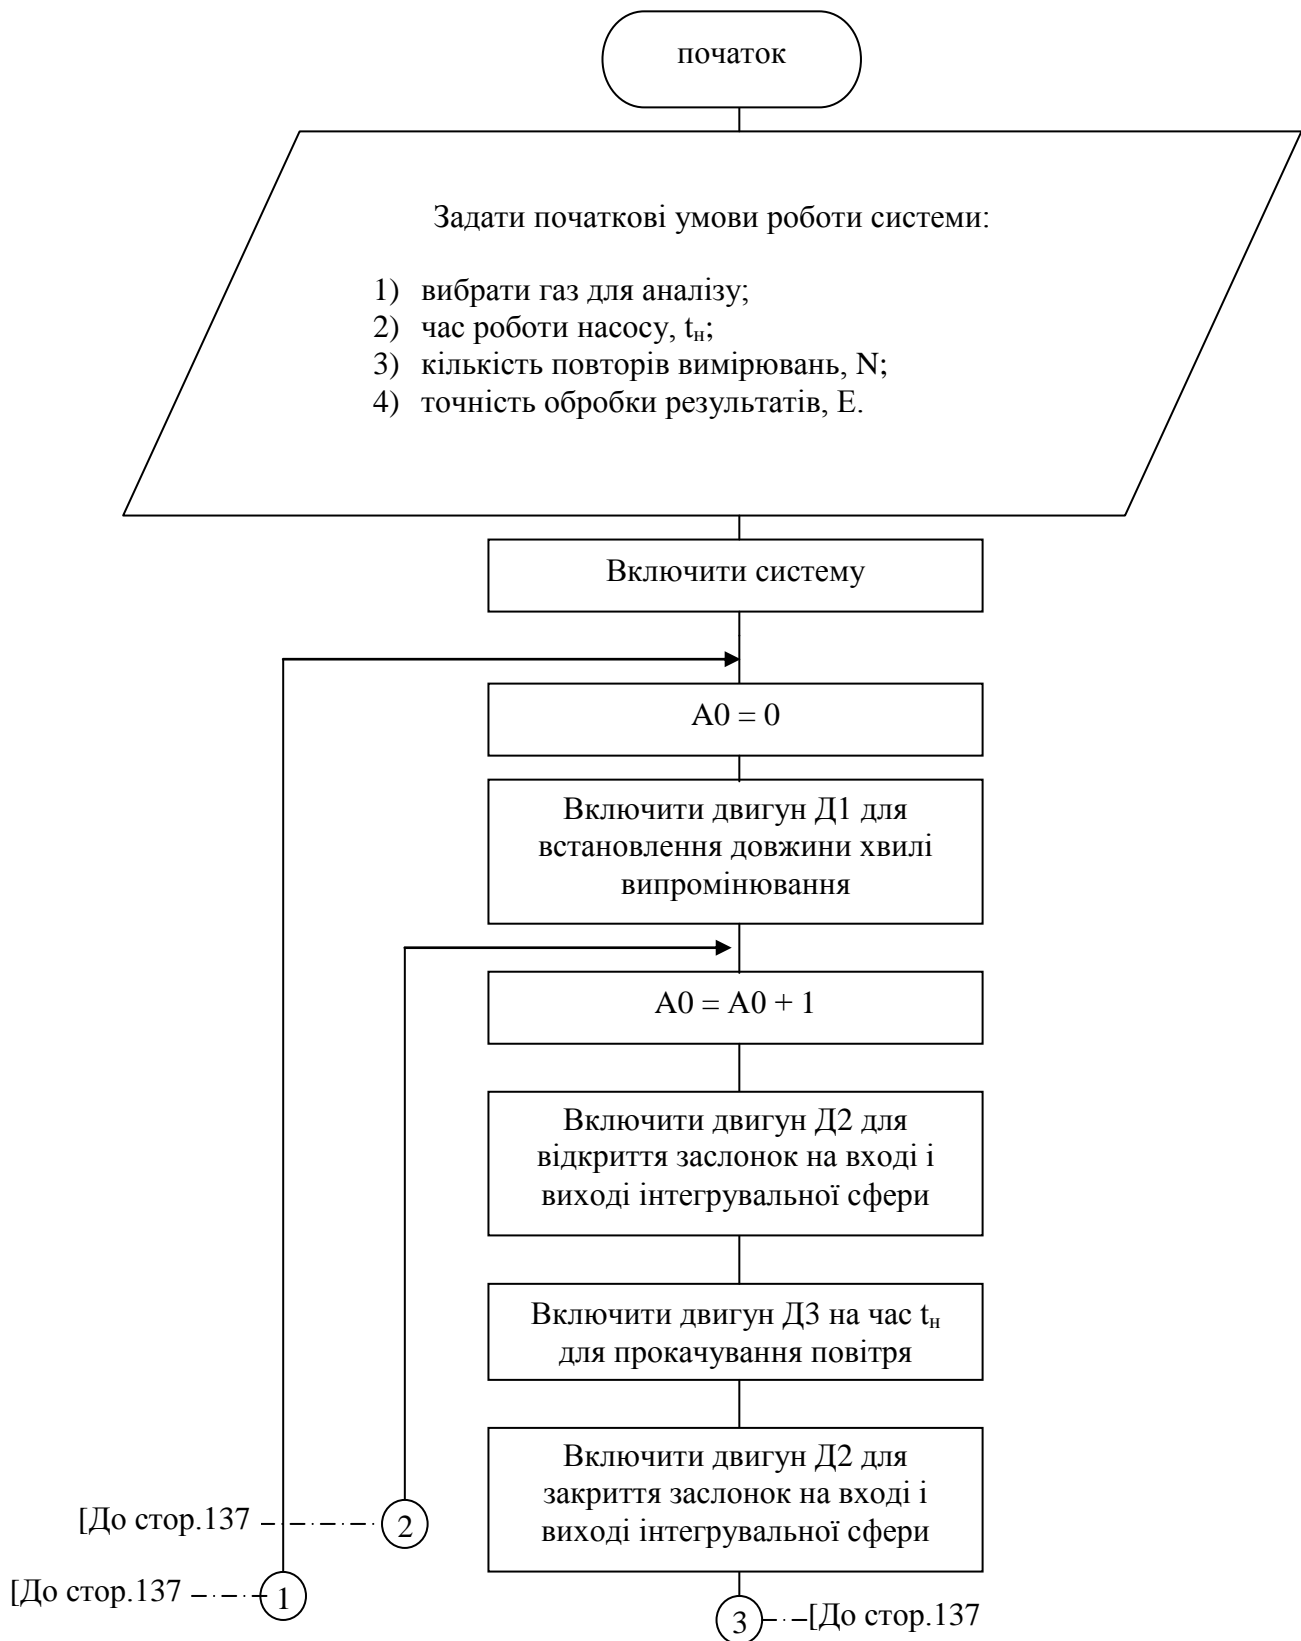 початок
Задати початкові умови роботи системи:
1) вибрати газ для аналізу;
2) час роботи насосу, tн;
3) кількість повторів вимірювань, N;
4) точність обробки результатів, Е.
Включити систему
А0 = 0
Включити двигун Д1 для
встановлення довжини хвилі
випромінювання
А0 = А0 + 1
Включити двигун Д2 для
відкриття заслонок на вході і
виході інтегрувальної сфери
Включити двигун Д3 на час tн
для прокачування повітря
Включити двигун Д2 для
закриття заслонок на вході і
виході інтегрувальної сфери
[До стор.137
2
[До стор.137
1
3
[До стор.137